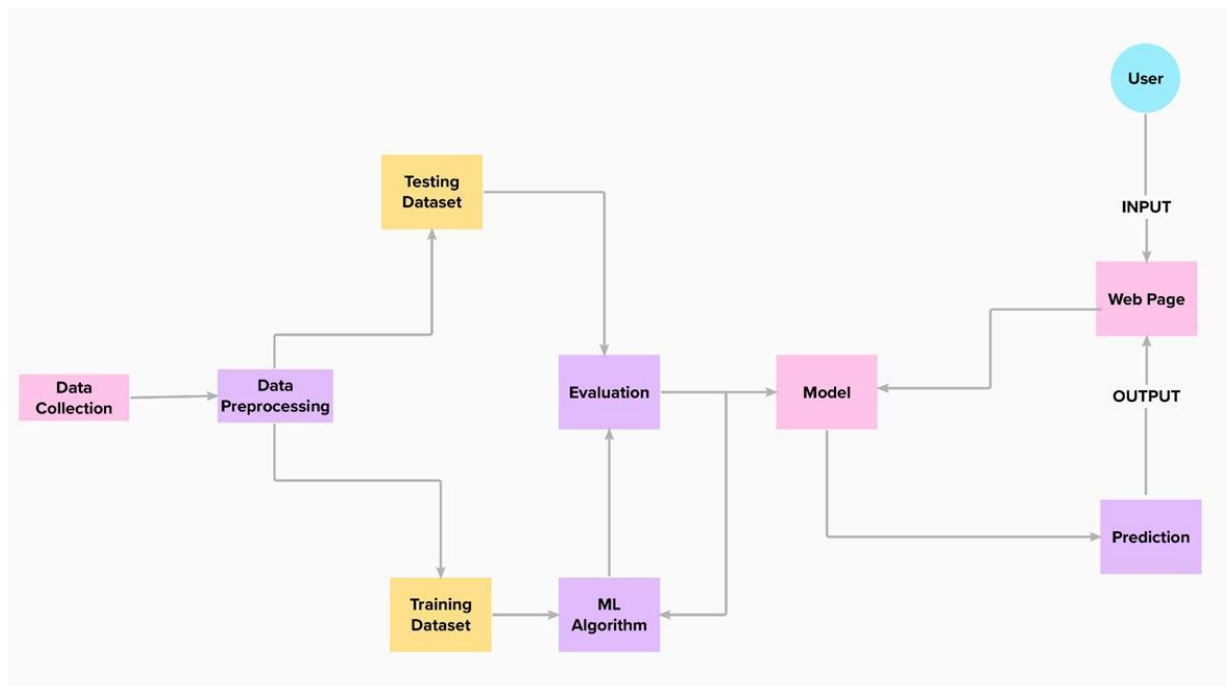 User
Testing
Dataset
INPUT
Web Page
Data
Collection
Data
Preprocessing
Evaluation
Model
OUTPUT
Prediction
Training
Dataset
ML
Algorithm